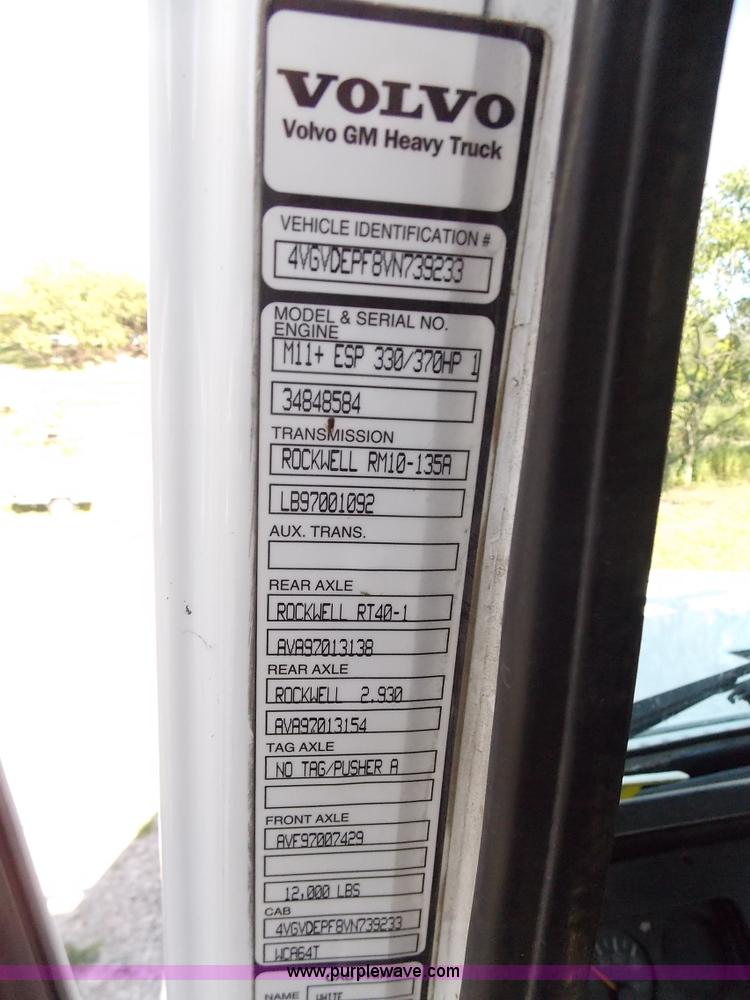 VOLVO
Volvo GM Heavy Truck
VEHICLE IDENTIFICATION #
4VGVDEPF8VN739233
MODEL & SERIAL NO.
ENGINE
M11+ ESP 330/370HP 1
34848584
TRANSMISSION
ROCKWELL RM10-135A
LB97001092
AUX. TRANS.
REAR AXLE
ROCKWELL RT40-1
AVA97013138
REAR AXLE
ROCKWELL 2.930
AVA97013154
TAG AXLE
NO TAG/PUSHER A
FRONT AXLE
AVF97007429
12,000 LBS
CAB
4VGVDEPF8VN739233
WCA64T
www.purplewave.com
NAME WHITE